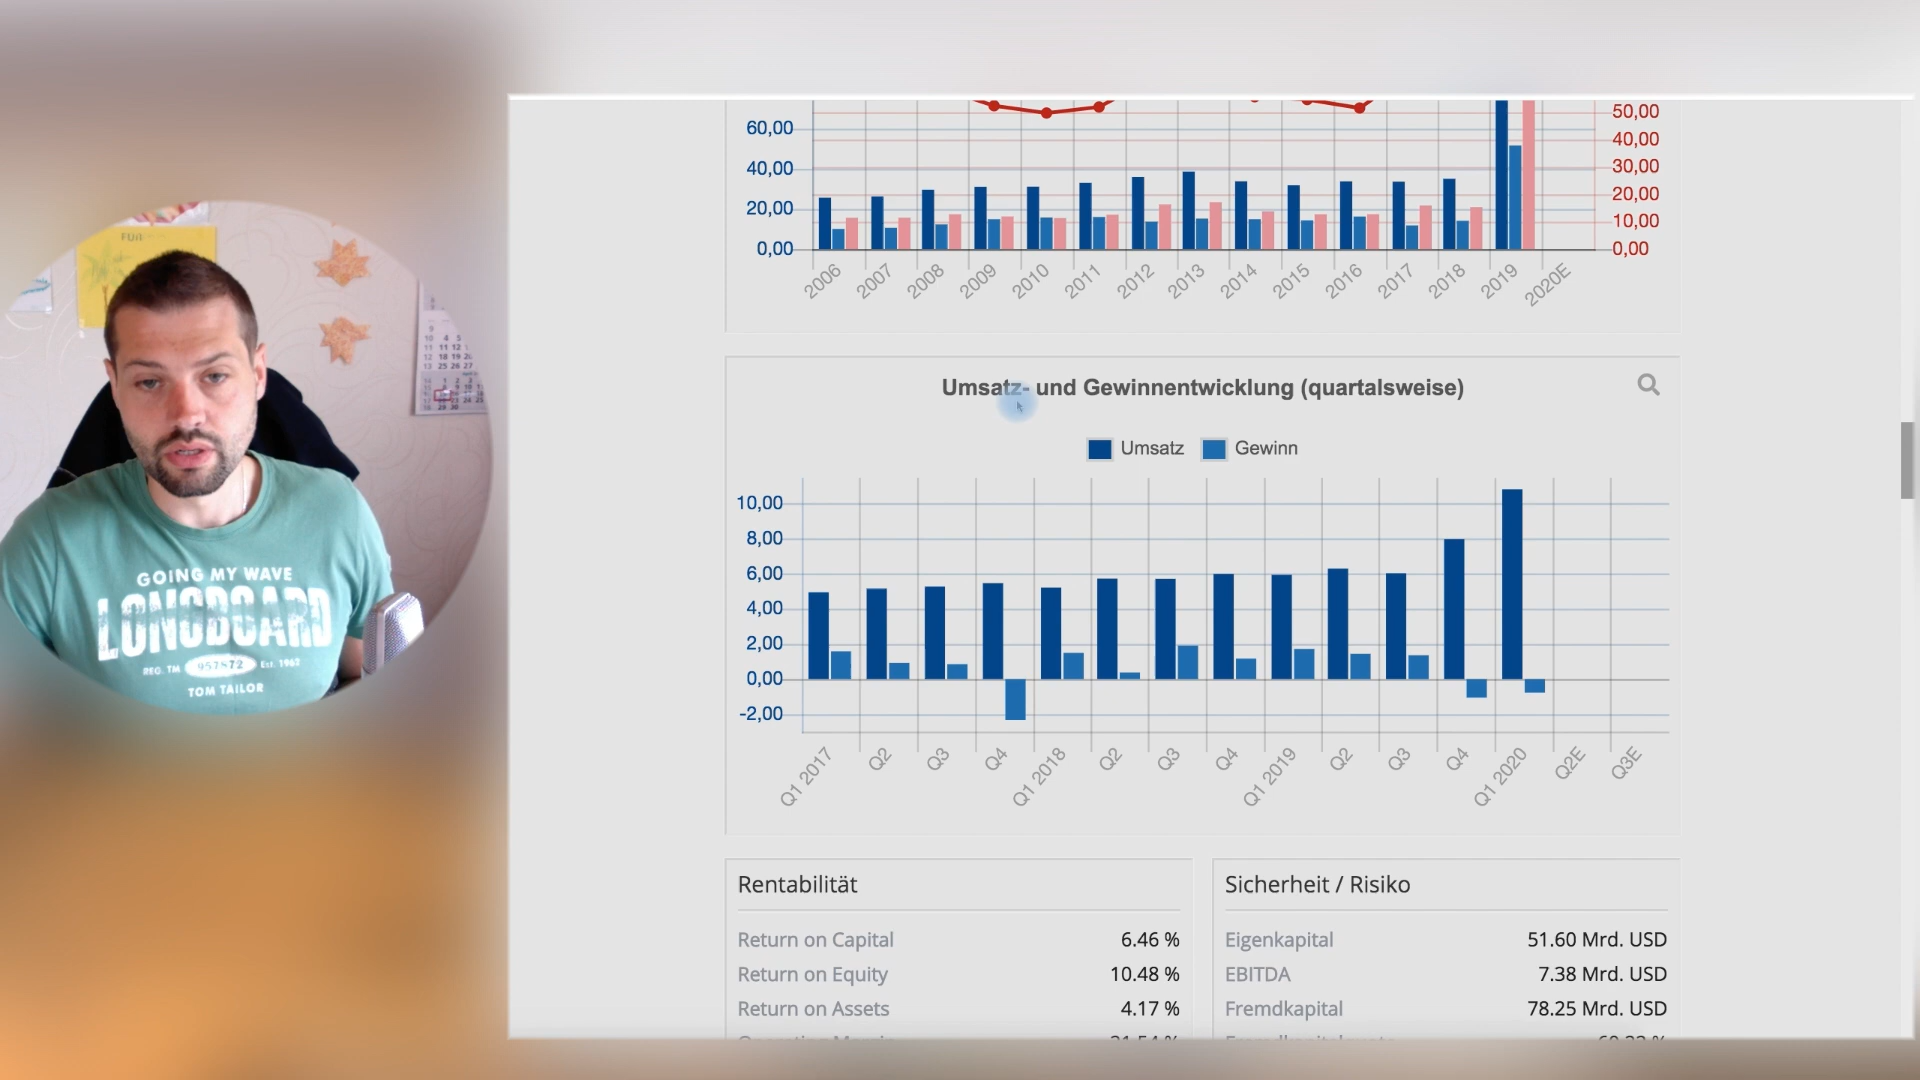 60,00
40,00
20,00
0,00
50,00
40,00
30,00
20,00
10,00
0,00
2006
2007
2008
2009
2010
2011
2012
2013
2014
2015
2016
2017
2018
2019
2020E
Umsatz- und Gewinnentwicklung (quartalsweise)
Umsatz
Gewinn
10,00
8,00
6,00
4,00
2,00
0,00
-2,00
Q1 2017
Q2
Q3
Q4
Q1 2018
Q2
Q3
Q4
Q1 2019
Q2
Q3
Q4
Q1 2020
Q2E
Q3E
Rentabilität
Return on Capital 6.46 %
Return on Equity 10.48 %
Return on Assets 4.17 %
Sicherheit / Risiko
Eigenkapital 51.60 Mrd. USD
EBITDA 7.38 Mrd. USD
Fremdkapital 78.25 Mrd. USD
GOING MY WAVE
LONGBOARD
REG. TM 957872 Est. 1962
TOM TAILOR